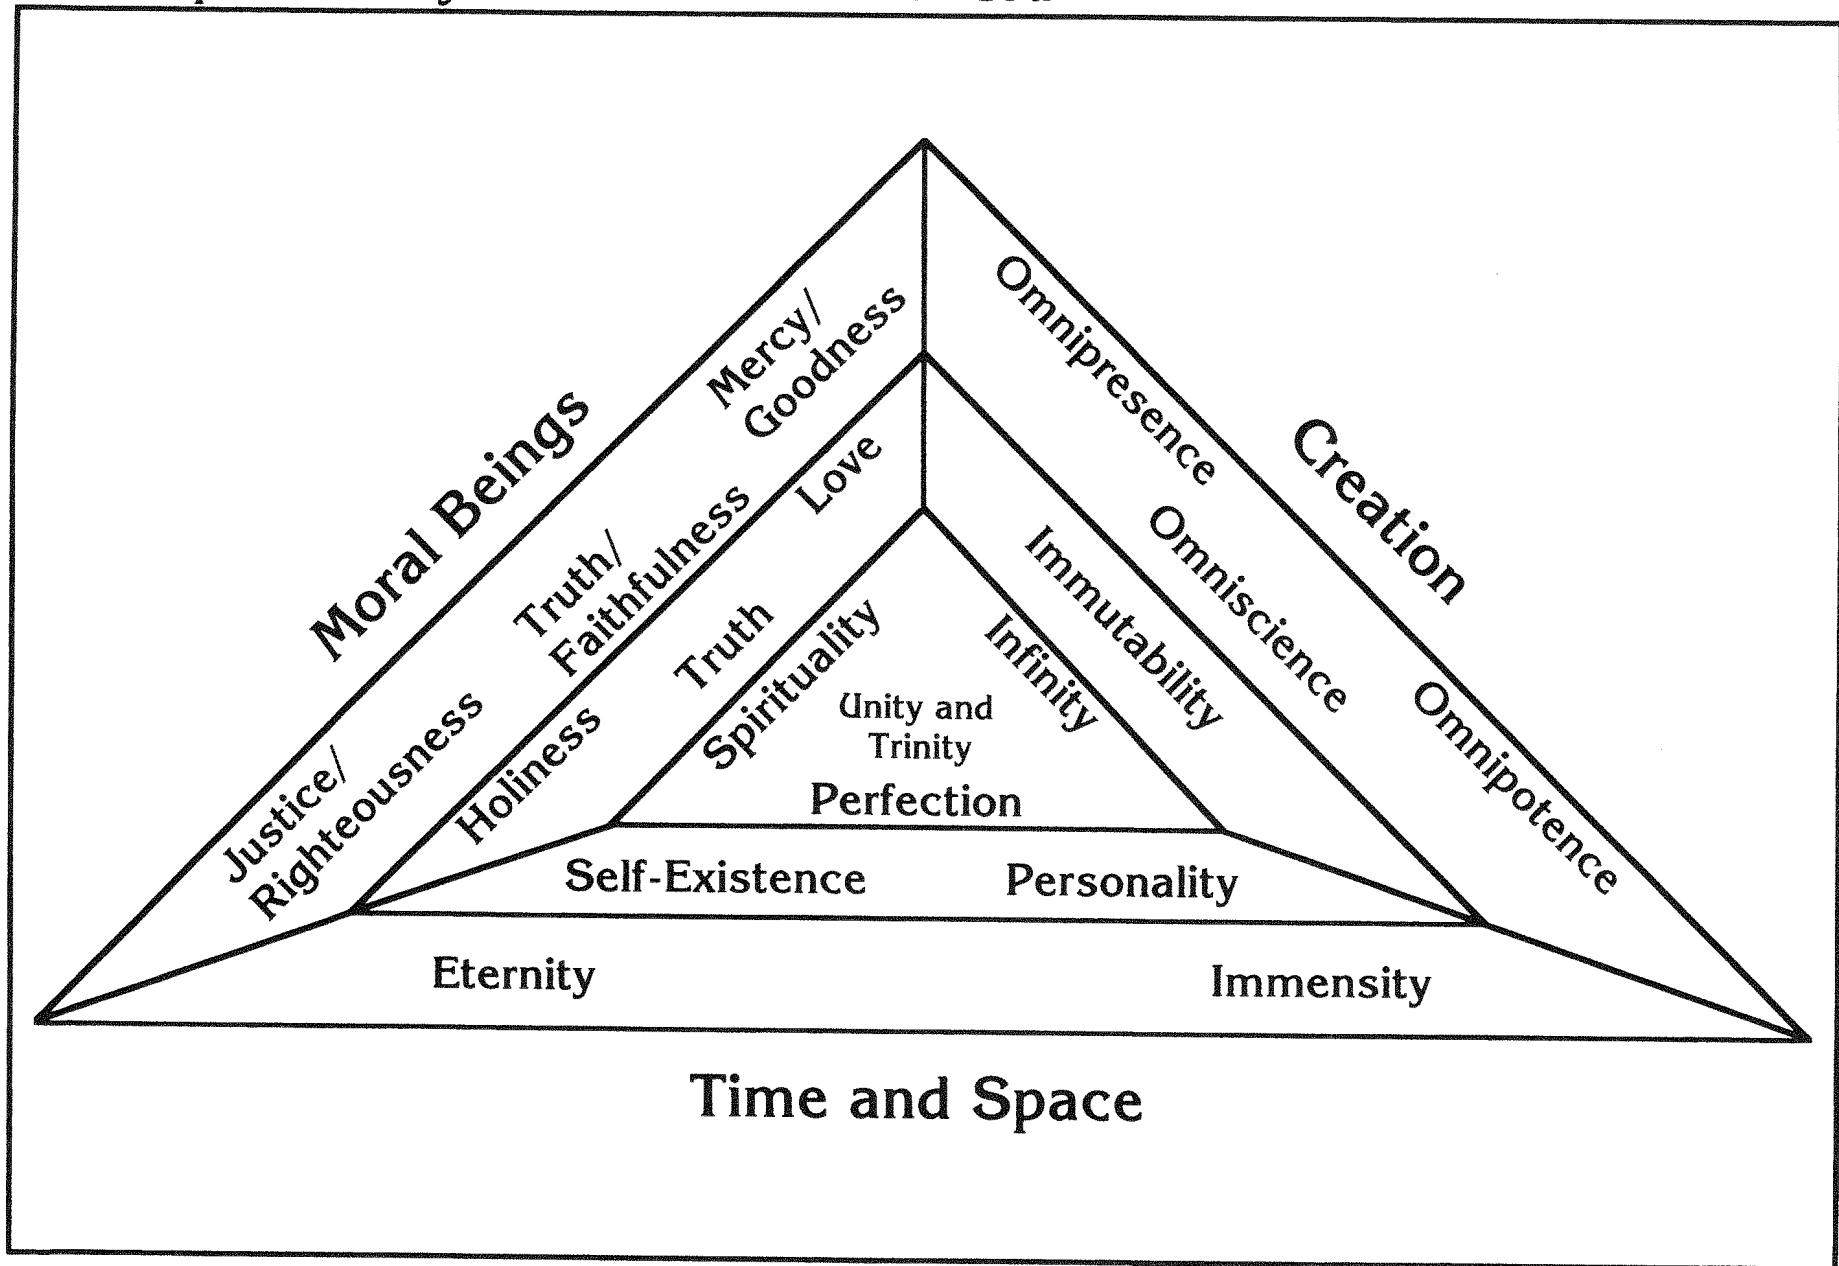 Moral Beings
Creation
Time and Space
Mercy/
Goodness
Truth/
Faithfulness
Justice/
Righteousness
Omnipresence
Omniscience
Omnipotence
Eternity
Immensity
Love
Truth
Holiness
Immutability
Self-Existence
Personality
Spirituality
Infinity
Unity and
Trinity
Perfection